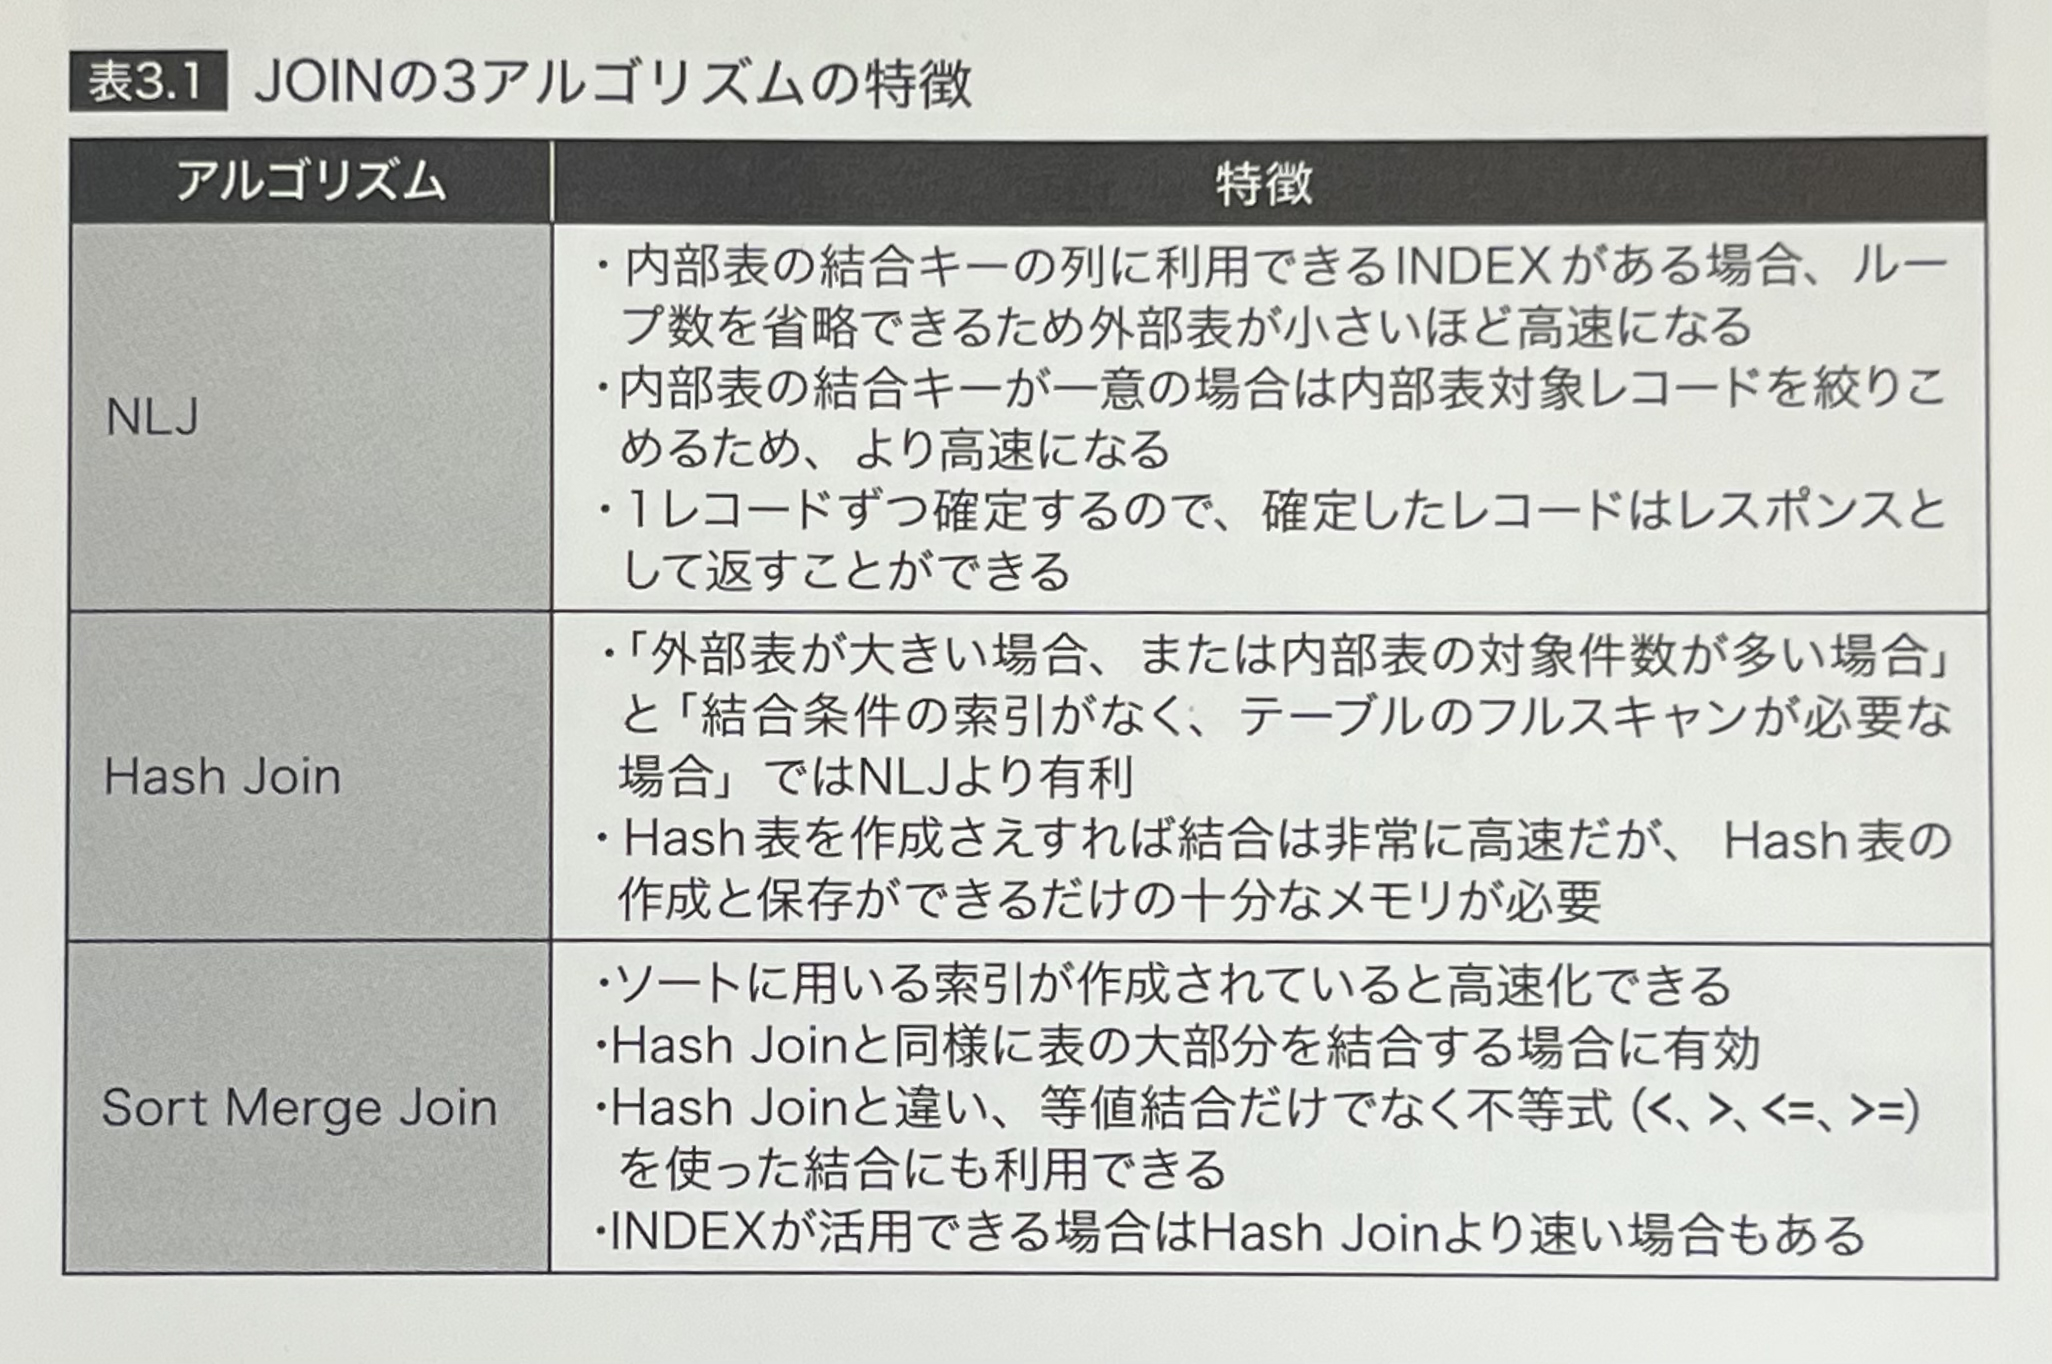 表3.1 JOINの3アルゴリズムの特徴
アルゴリズム 特徴
NLJ
・内部表の結合キーの列に利用できるINDEXがある場合、ルー
プ数を省略できるため外部表が小さいほど高速になる
・内部表の結合キーが一意の場合は内部表対象レコードを絞りこ
めるため、より高速になる
・1レコードずつ確定するので、確定したレコードはレスポンスと
して返すことができる
Hash Join
・「外部表が大きい場合、または内部表の対象件数が多い場合」
と「結合条件の索引がなく、テーブルのフルスキャンが必要な
場合」ではNLJより有利
・Hash表を作成さえすれば結合は非常に高速だが、Hash表の
作成と保存ができるだけの十分なメモリが必要
Sort Merge Join
・ソートに用いる索引が作成されていると高速化できる
・Hash Joinと同様に表の大部分を結合する場合に有効
・Hash Joinと違い、等値結合だけでなく不等式（<、>、<=、>=）
を使った結合にも利用できる
・INDEXが活用できる場合はHash Joinより速い場合もある